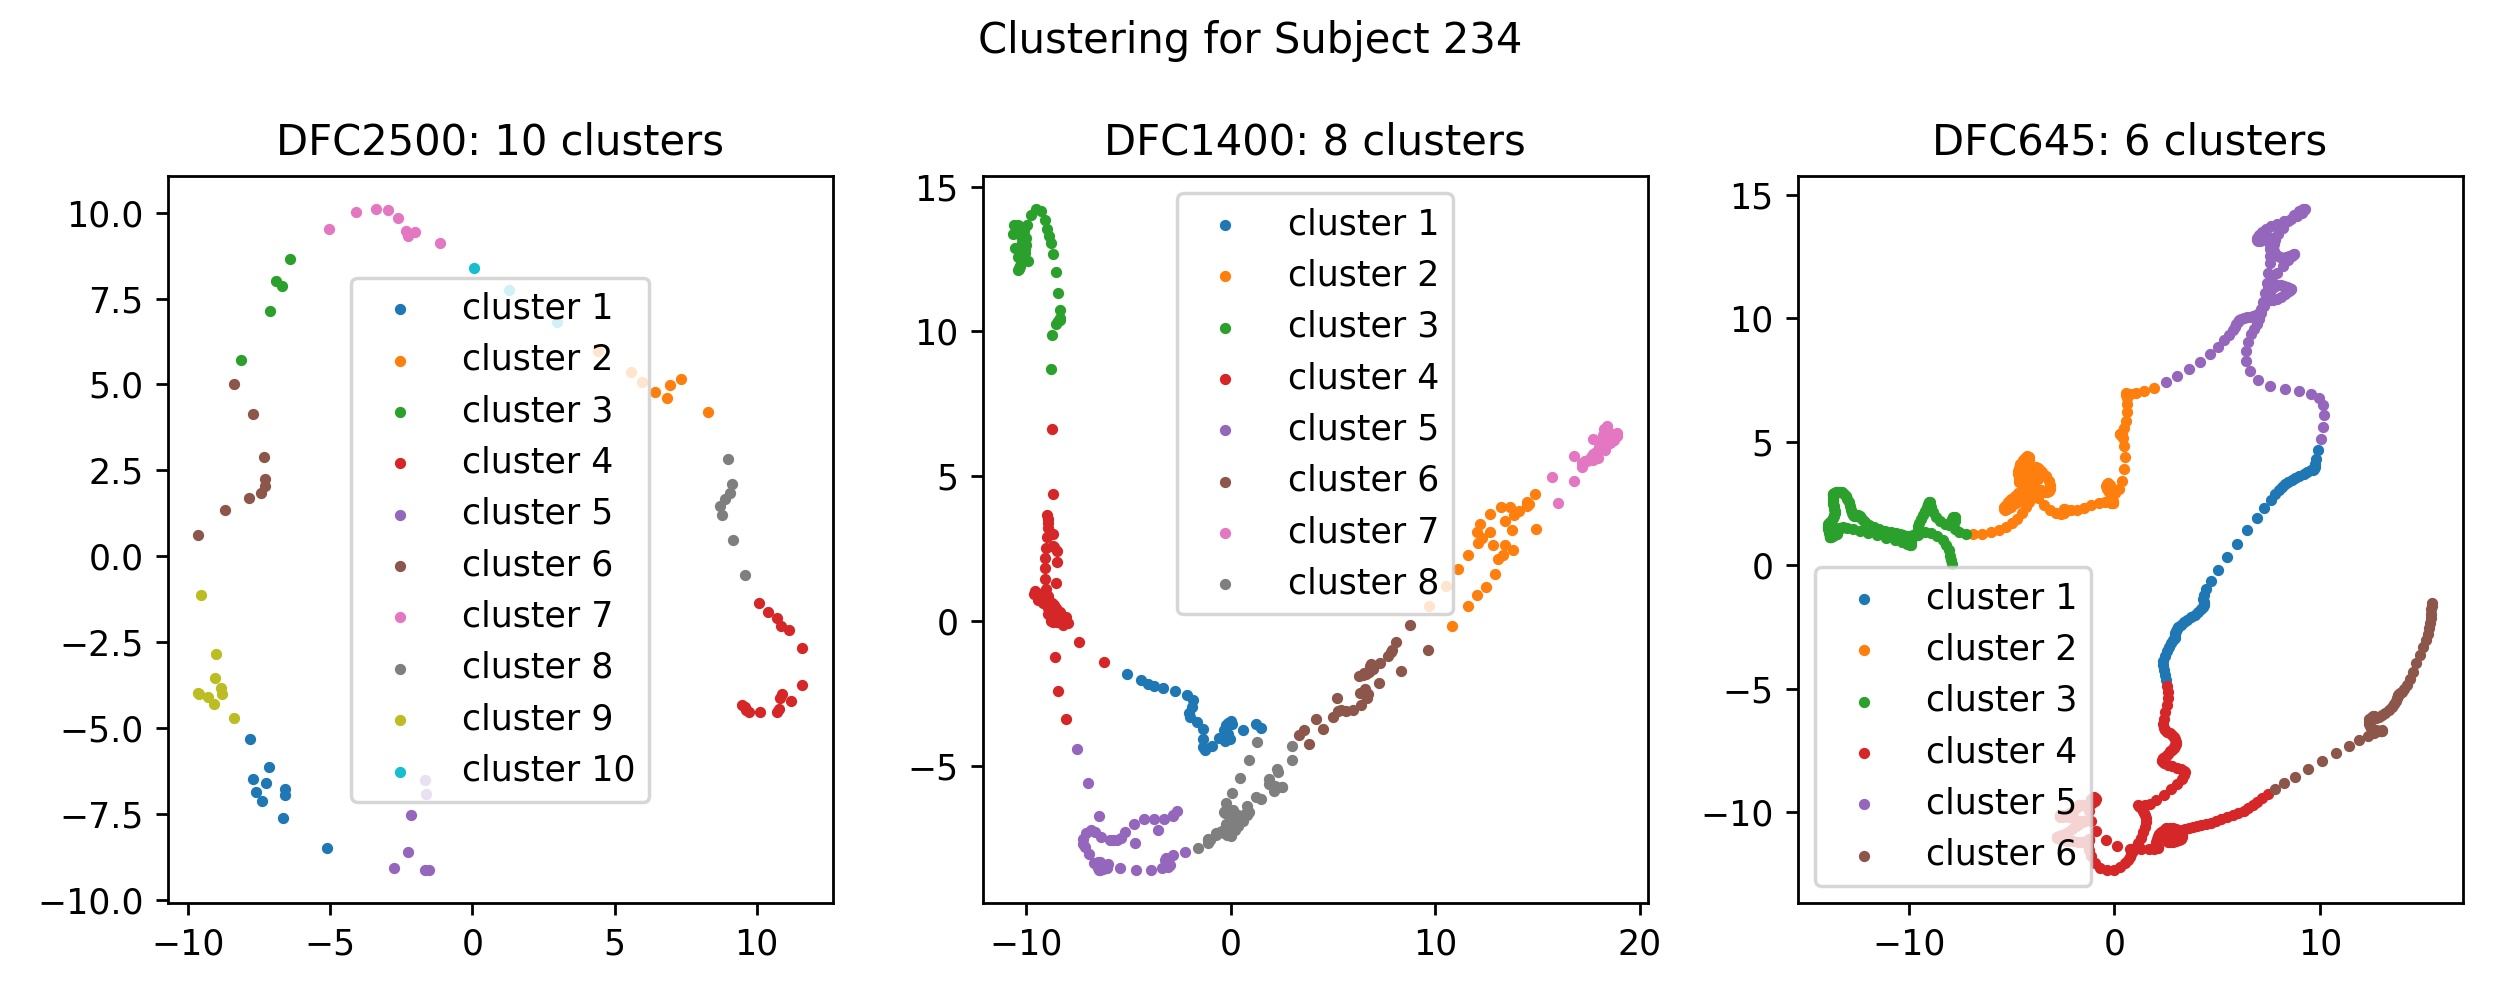 Clustering for Subject 234
DFC2500: 10 clusters
10.0
7.5
5.0
2.5
0.0
−2.5
−5.0
−7.5
−10.0
−10
−5
0
5
10
cluster 1
cluster 2
cluster 3
cluster 4
cluster 5
cluster 6
cluster 7
cluster 8
cluster 9
cluster 10
DFC1400: 8 clusters
15
10
5
0
−5
−10
0
10
20
cluster 1
cluster 2
cluster 3
cluster 4
cluster 5
cluster 6
cluster 7
cluster 8
DFC645: 6 clusters
15
10
5
0
−5
−10
−10
0
10
cluster 1
cluster 2
cluster 3
cluster 4
cluster 5
cluster 6